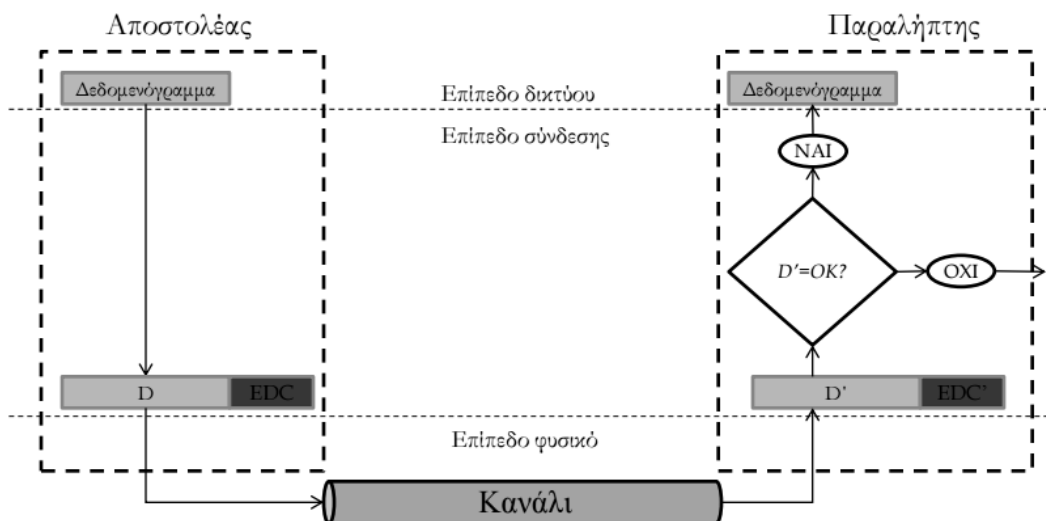 Αποστολέας
Παραλήπτης
Δεδομενόγραμμα
Επίπεδο δικτύου
Δεδομενόγραμμα
Επίπεδο σύνδεσης
ΝΑΙ
D'=OK?
ΟΧΙ
D
EDC
D'
EDC'
Επίπεδο φυσικό
Κανάλι